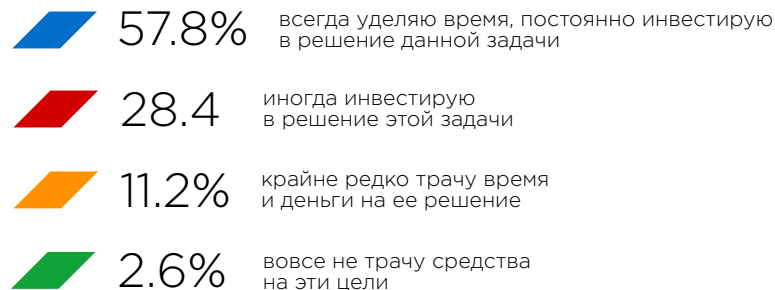 57.8% всегда уделяю время, постоянно инвестирую
в решение данной задачи
28.4 иногда инвестирую
в решение этой задачи
11.2% крайне редко трачу время
и деньги на ее решение
2.6% вовсе не трачу средства
на эти цели